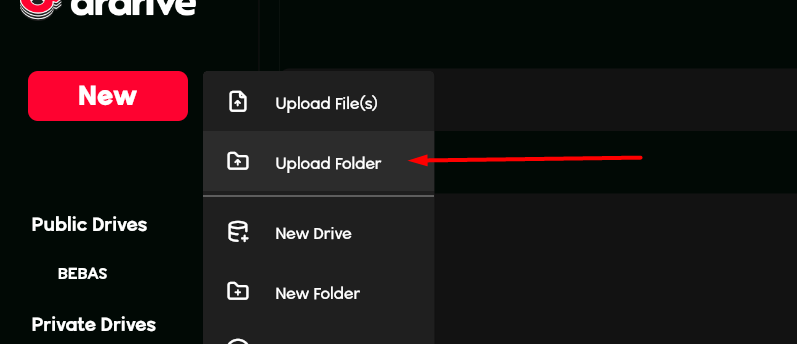 ardrive
New
Upload File(s)
Upload Folder
New Drive
New Folder
Public Drives
BEBAS
Private Drives